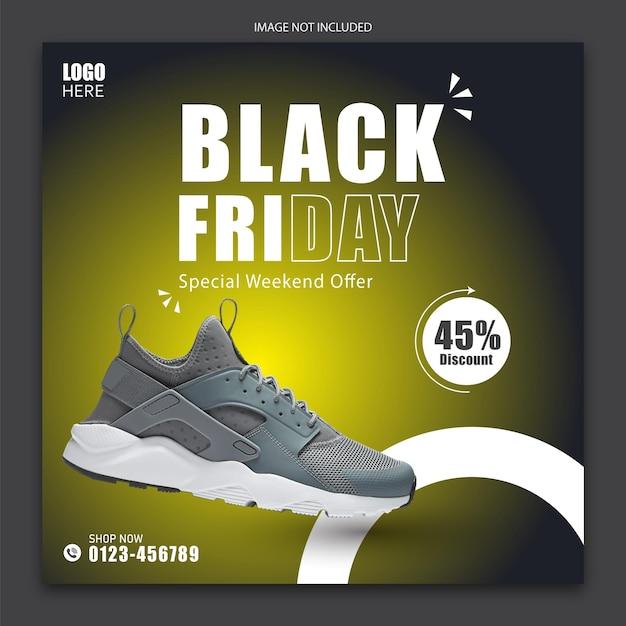 IMAGE NOT INCLUDED
LOGO
HERE
BLACK
FRIDAY
Special Weekend Offer
45%
Discount
SHOP NOW
0123-456789